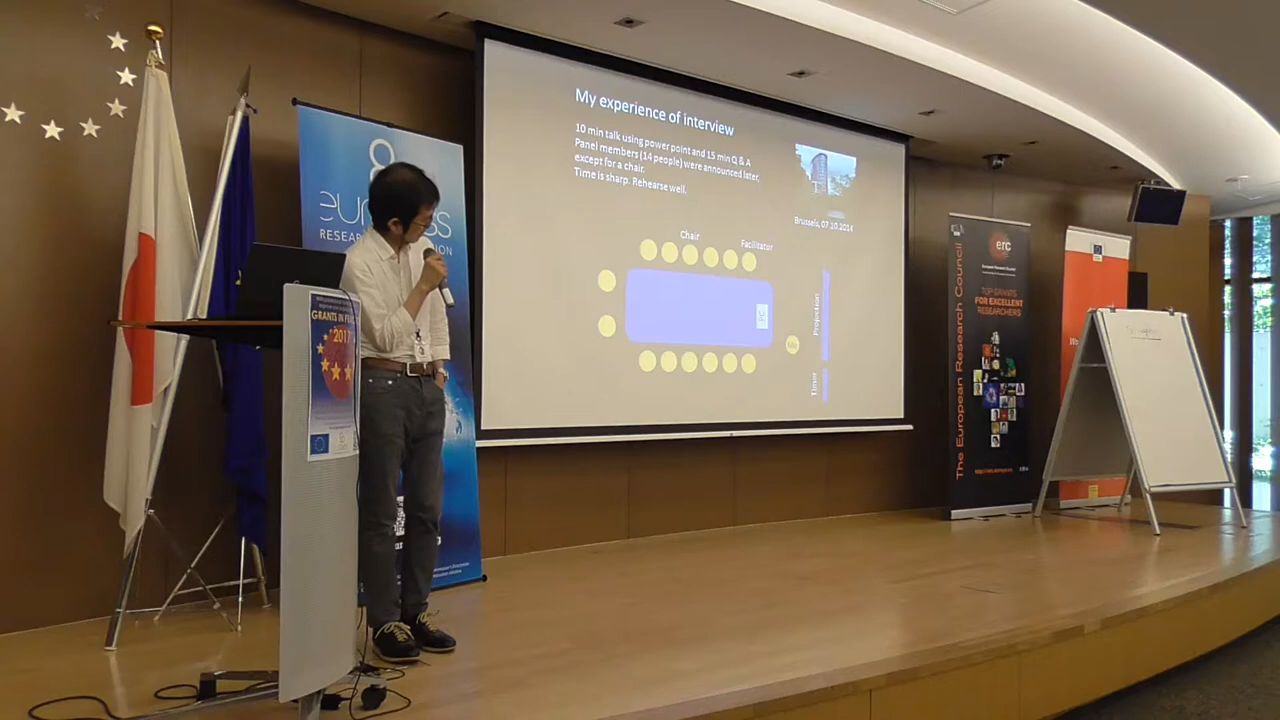 My experience of interview
10 min talk using power point and 15 min Q & A
Panel members (14 people) were announced later,
except for a chair.
Time is sharp. Rehearse well.
Brussels, 07.10.2014
Chair
Facilitator
PC
Me
Projection
Timer
GRANTS IN
2017
The European Research Council
erc
European Research Council
TOP GRANTS
FOR EXCELLENT
RESEARCHERS